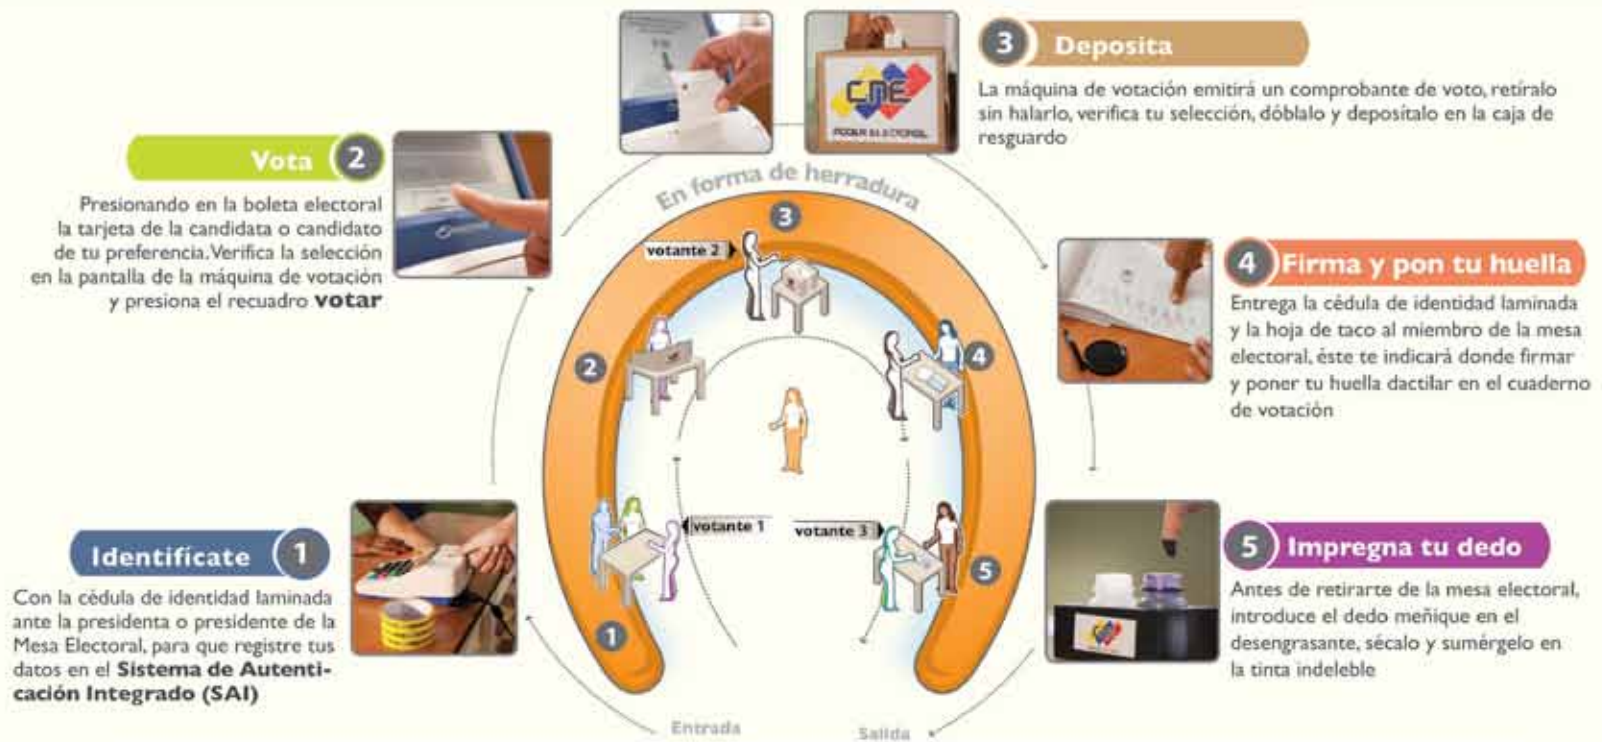 3 Deposita
La máquina de votación emitirá un comprobante de voto, retíralo
sin halarlo, verifica tu selección, dóblalo y deposítalo en la caja de
resguardo
CNE
PODER ELECTORAL
Vota 2
Presionando en la boleta electoral
la tarjeta de la candidata o candidato
de tu preferencia. Verifica la selección
en la pantalla de la máquina de votación
y presiona el recuadro votar
En forma de herradura
3
votante 2
2
4
votante 1
votante 3
5
1
4 Firma y pon tu huella
Entrega la cédula de identidad laminada
y la hoja de taco al miembro de la mesa
electoral, éste te indicará donde firmar
y poner tu huella dactilar en el cuaderno
de votación
Identifícate 1
Con la cédula de identidad laminada
ante la presidenta o presidente de la
Mesa Electoral, para que registre tus
datos en el Sistema de Autenti-
cación Integrado (SAI)
5 Impregna tu dedo
Antes de retirarte de la mesa electoral,
introduce el dedo meñique en el
desengrasante, sécalo y sumérgelo en
la tinta indeleble
Entrada
Salida